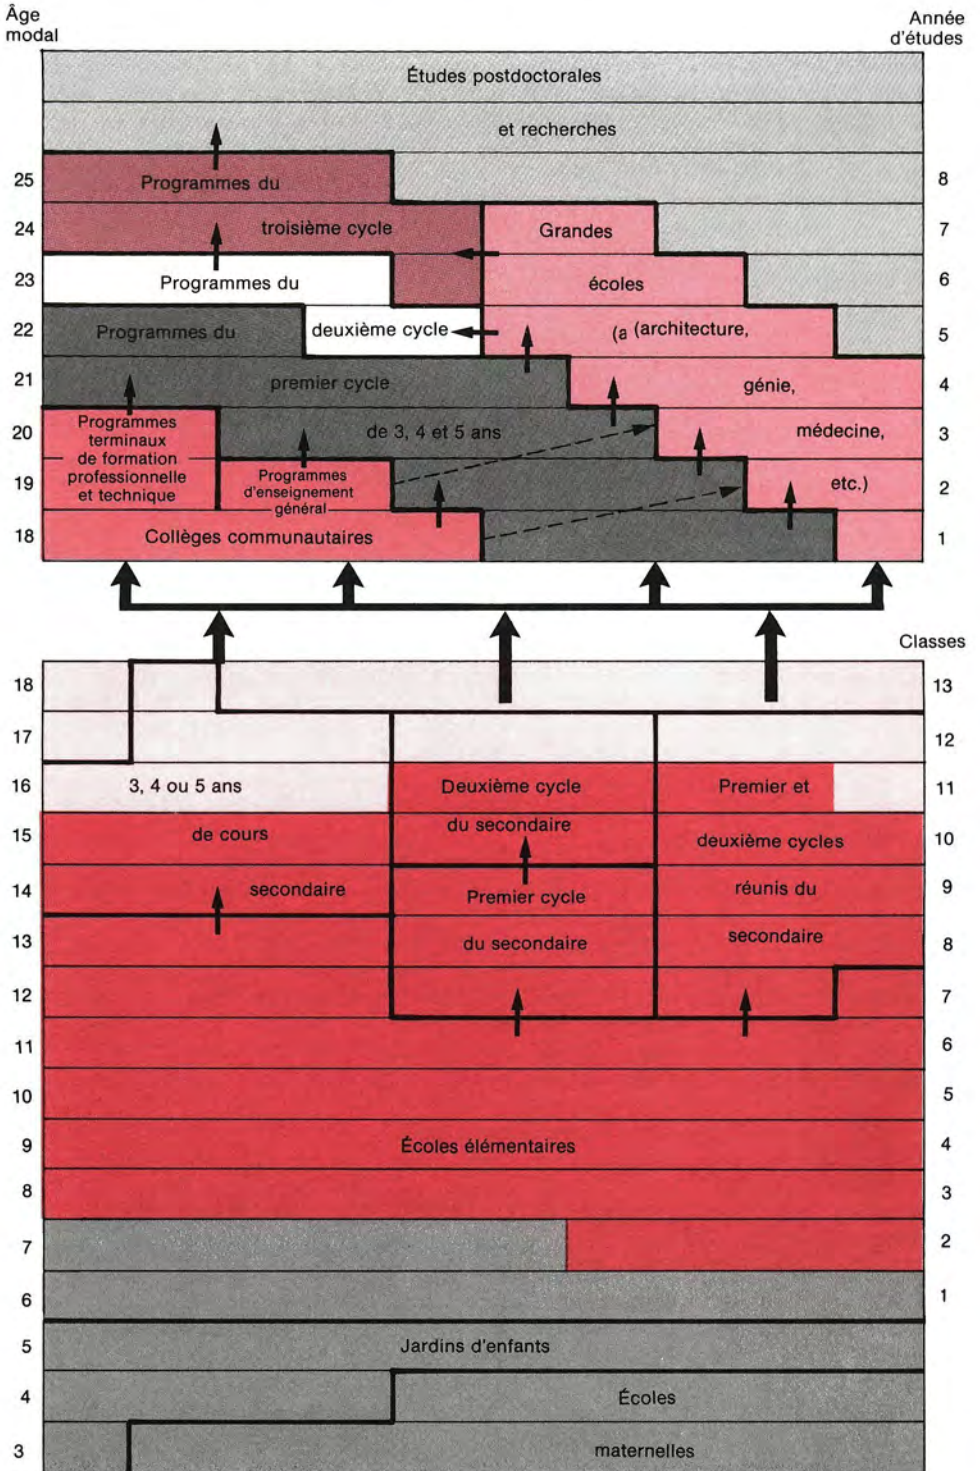 Âge
modal
Année
d'études
Études postdoctorales
et recherches
25 Programmes du 8
24 troisième cycle Grandes 7
23 Programmes du écoles 6
22 Programmes du deuxième cycle (a (architecture, 5
21 premier cycle génie, 4
20 de 3, 4 et 5 ans médecine, 3
Programmes
terminaux
de formation
professionnelle
et technique
19 etc.) 2
Programmes
d'enseignement
général
18 Collèges communautaires 1
Classes
18 13
17 12
16 3, 4 ou 5 ans Deuxième cycle Premier et 11
15 de cours du secondaire deuxième cycles 10
14 secondaire Premier cycle réunis du 9
13 du secondaire secondaire 8
12 7
11 6
10 5
9 Écoles élémentaires 4
8 3
7 2
6 1
5 Jardins d'enfants
4 Écoles
3 maternelles